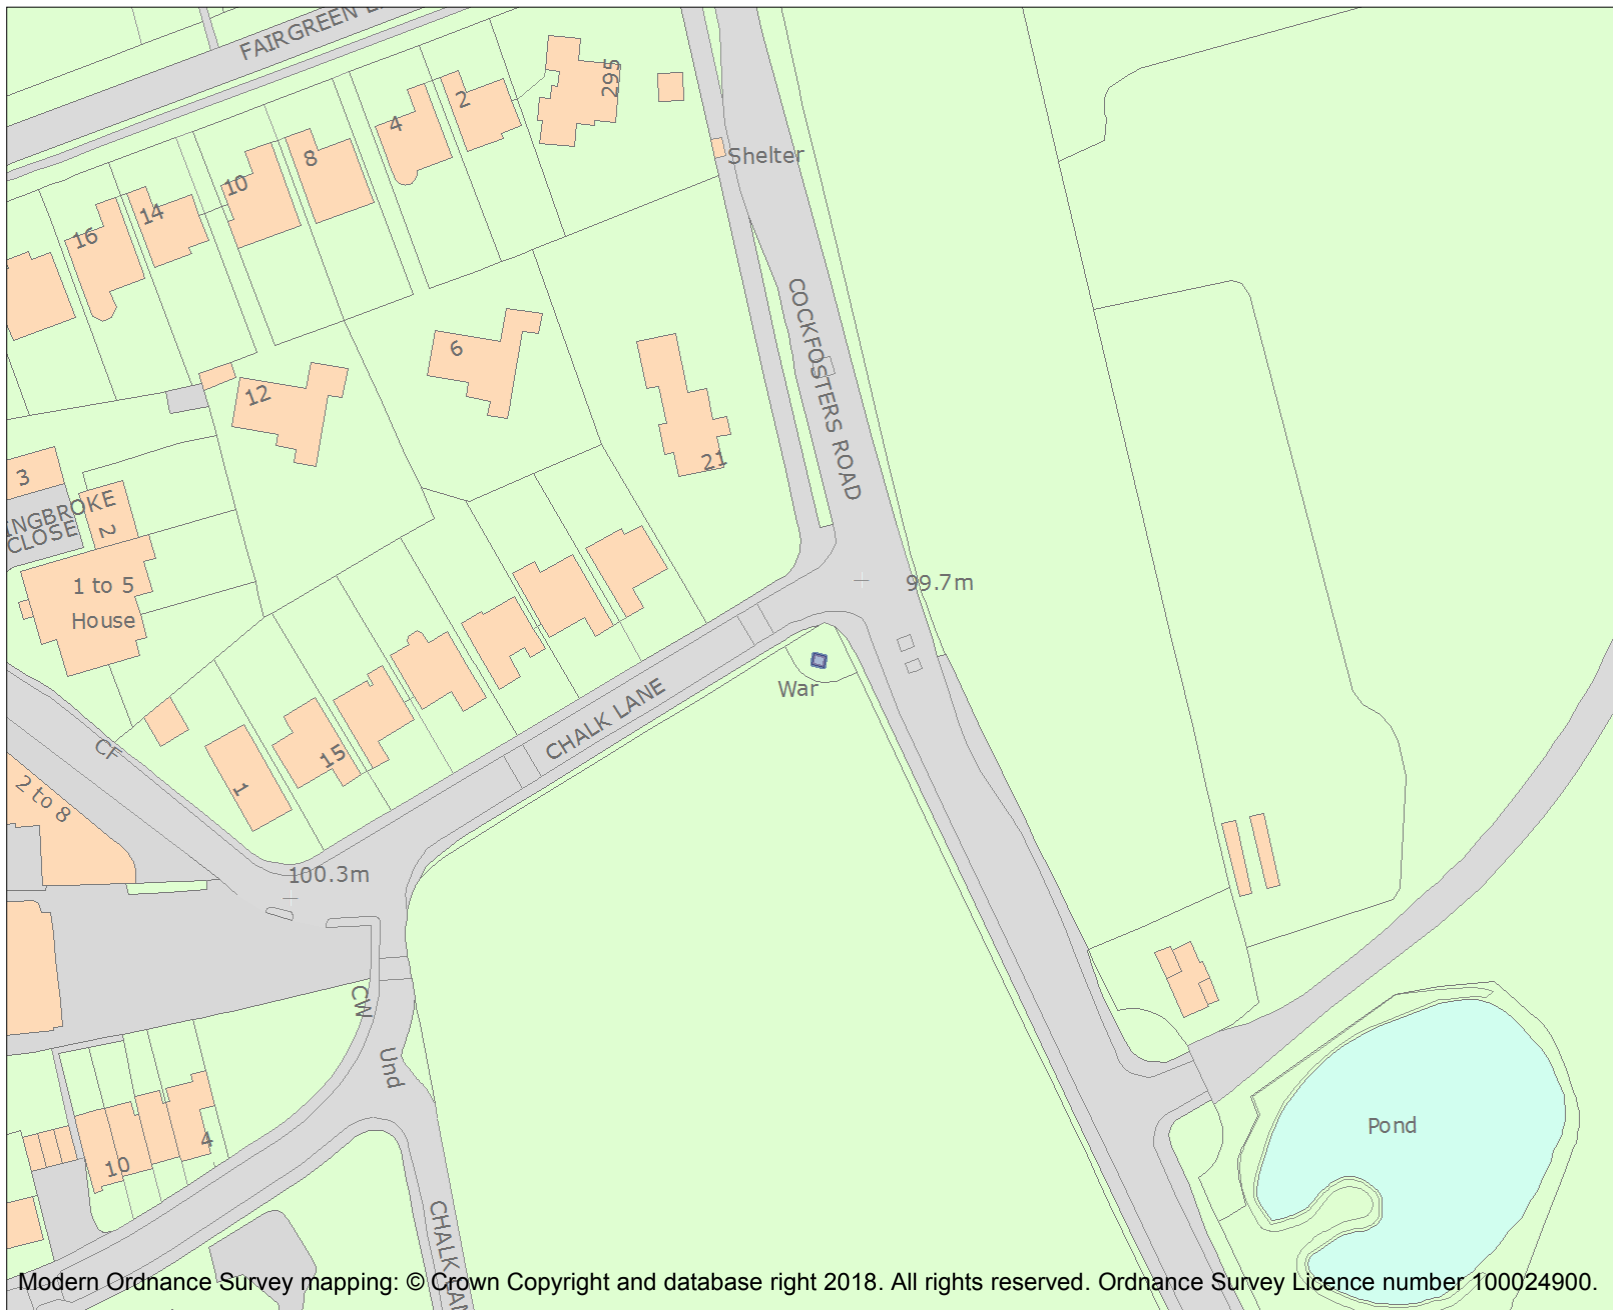 FAIRGREEN
295
2
4
Shelter
8
10
14
16
COCKFOSTERS ROAD
6
12
21
3
INGBROKE
CLOSE
2
1 to 5
House
99.7m
War
CHALK LANE
CF
15
1
2 to 8
100.3m
CW
Und
Pond
4
10
CHALK LAN
Modern Ordnance Survey mapping: © Crown Copyright and database right 2018. All rights reserved. Ordnance Survey Licence number 100024900.